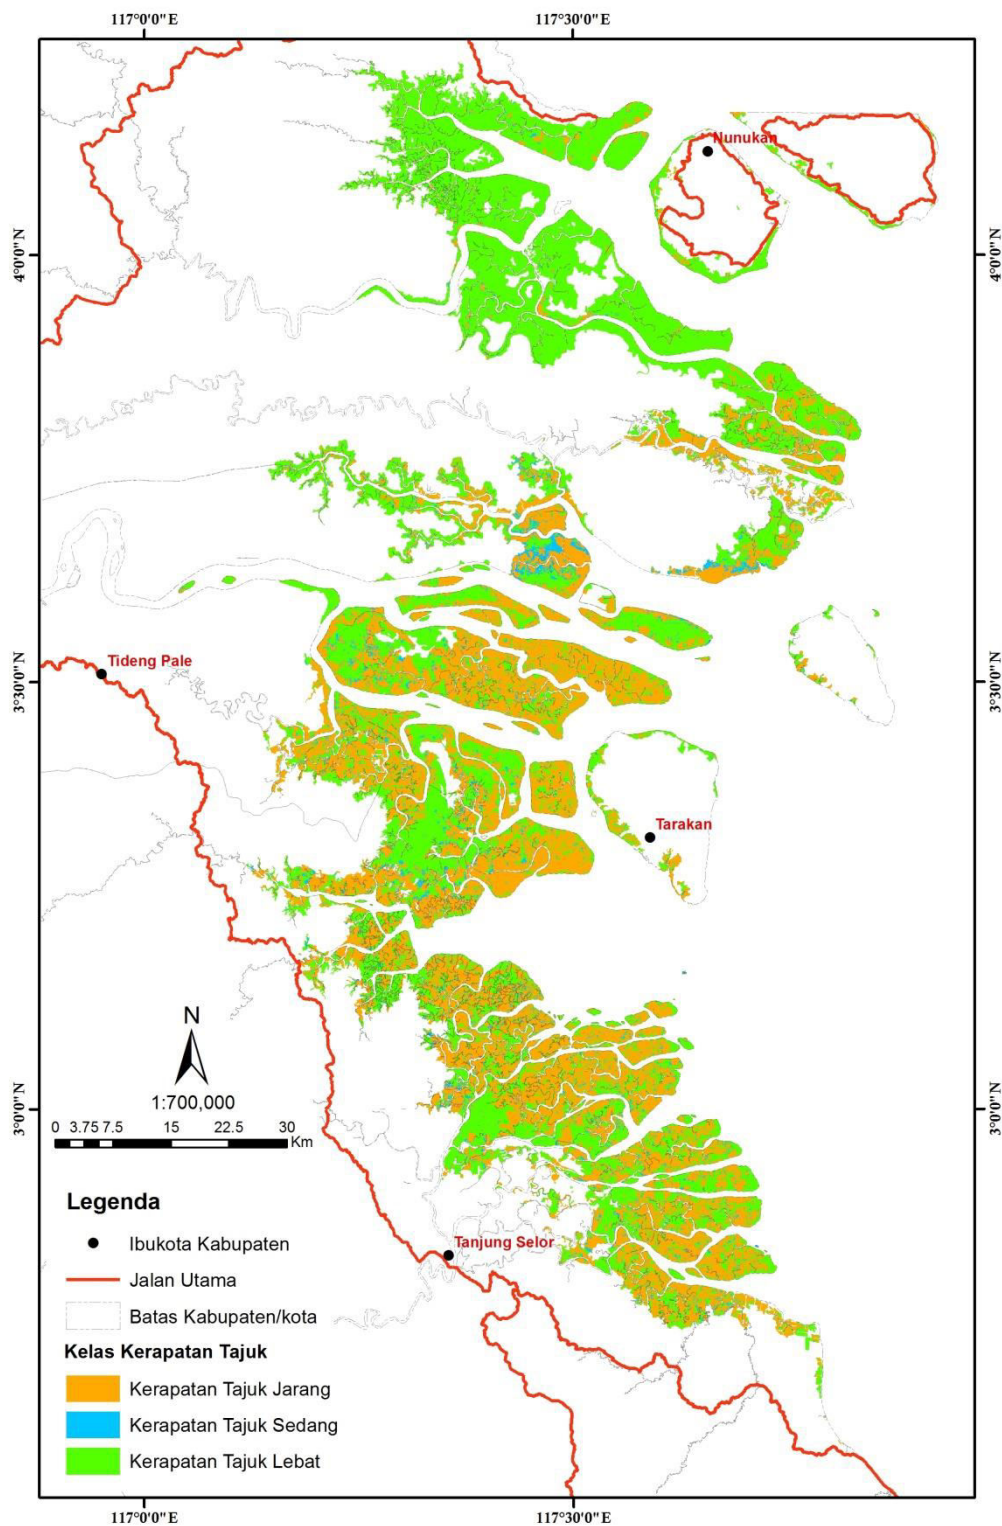 117°0'0"E 117°30'0"E
Nunukan
4°0'0"N 4°0'0"N
Tideng Pale
3°30'0"N 3°30'0"N
Tarakan
N
1:700,000
3°0'0"N 3°0'0"N
0 3.75 7.5 15 22.5 30
Km
Legenda
Ibukota Kabupaten
Tanjung Selor
Jalan Utama
Batas Kabupaten/kota
Kelas Kerapatan Tajuk
Kerapatan Tajuk Jarang
Kerapatan Tajuk Sedang
Kerapatan Tajuk Lebat
117°0'0"E 117°30'0"E